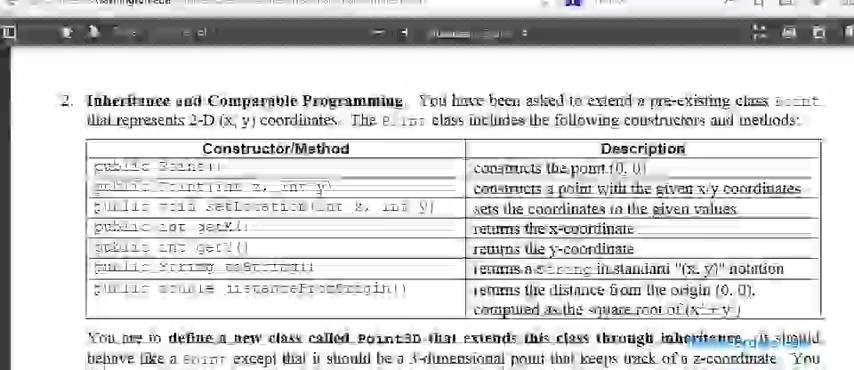 2. Inheritance and Comparable Programming. You have been asked to extend a pre-existing class Point
that represents 2-D (x, y) coordinates. The Point class includes the following constructors and methods:
Constructor/Method Description
public Point() constructs the point (0, 0)
public Point(int x, int y) constructs a point with the given x/y coordinates
public void setLocation(int x, int y) sets the coordinates to the given values
public int getX() returns the x-coordinate
public int getY() returns the y-coordinate
public String toString() returns a String in standard "(x, y)" notation
public double distanceFromOrigin() returns the distance from the origin (0, 0),
computed as the square root of (x² + y²)
You are to define a new class called Point3D that extends this class through inheritance. It should
behave like a Point except that it should be a 3-dimensional point that keeps track of a z-coordinate. You